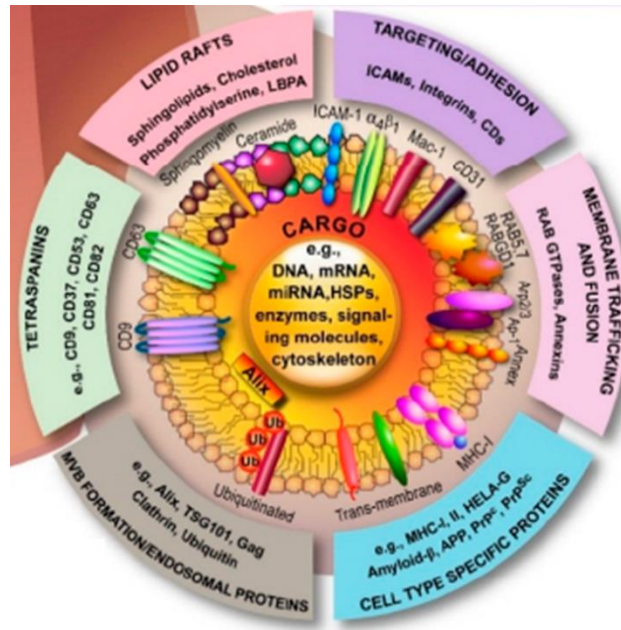 LIPID RAFTS
Sphingolipids, Cholesterol
Phosphatidylserine, LBPA
TARGETING/ADHESION
ICAMs, Integrins, CDs
MEMBRANE TRAFFICKING
AND FUSION
RAB GTPases, Annexins
CELL TYPE SPECIFIC PROTEINS
e.g., MHC-I, II, HELA-G
Amyloid-β, APP, PrPᶜ, PrPˢᶜ
MVB FORMATION/ENDOSOMAL PROTEINS
e.g., Alix, TSG101, Gag
Clathrin, Ubiquitin
TETRASPANINS
e.g., CD9, CD37, CD53, CD63
CD81, CD82
Sphingomyelin
Ceramide
ICAM-1
α4β1
Mac-1
CD31
RAB5,7
RABGD1
Arp2/3
Ap-1
Annex
MHC-I
Trans-membrane
Ubiquitinated
Ub
Ub
Ub
Alix
CD9
CD63
CARGO
e.g.,
DNA, mRNA,
miRNA,HSPs,
enzymes, signal-
ing molecules,
cytoskeleton